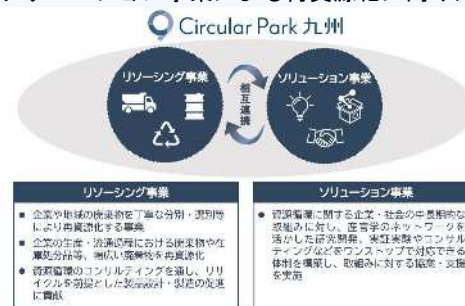 Circular Park 九州
リソーシング事業
相互連携
ソリューション事業
リソーシング事業
■ 企業や地域の廃棄物を丁寧な分別・選別等
により再資源化する事業
■ 企業の生産・流通過程における廃棄物や在
庫処分品等、幅広い廃棄物を再資源化
● 資源循環のコンサルティングを通し、リサ
イクルを前提とした製品設計・製造の促進
に貢献
ソリューション事業
● 資源循環に関する企業・社会の中長期的な
取組みに対し、産官学のネットワークを
活かした研究開発、実証実験やコンサル
ティングなどをワンストップで対応できる
体制を構築し、取組みに対する協業・支援
を実施